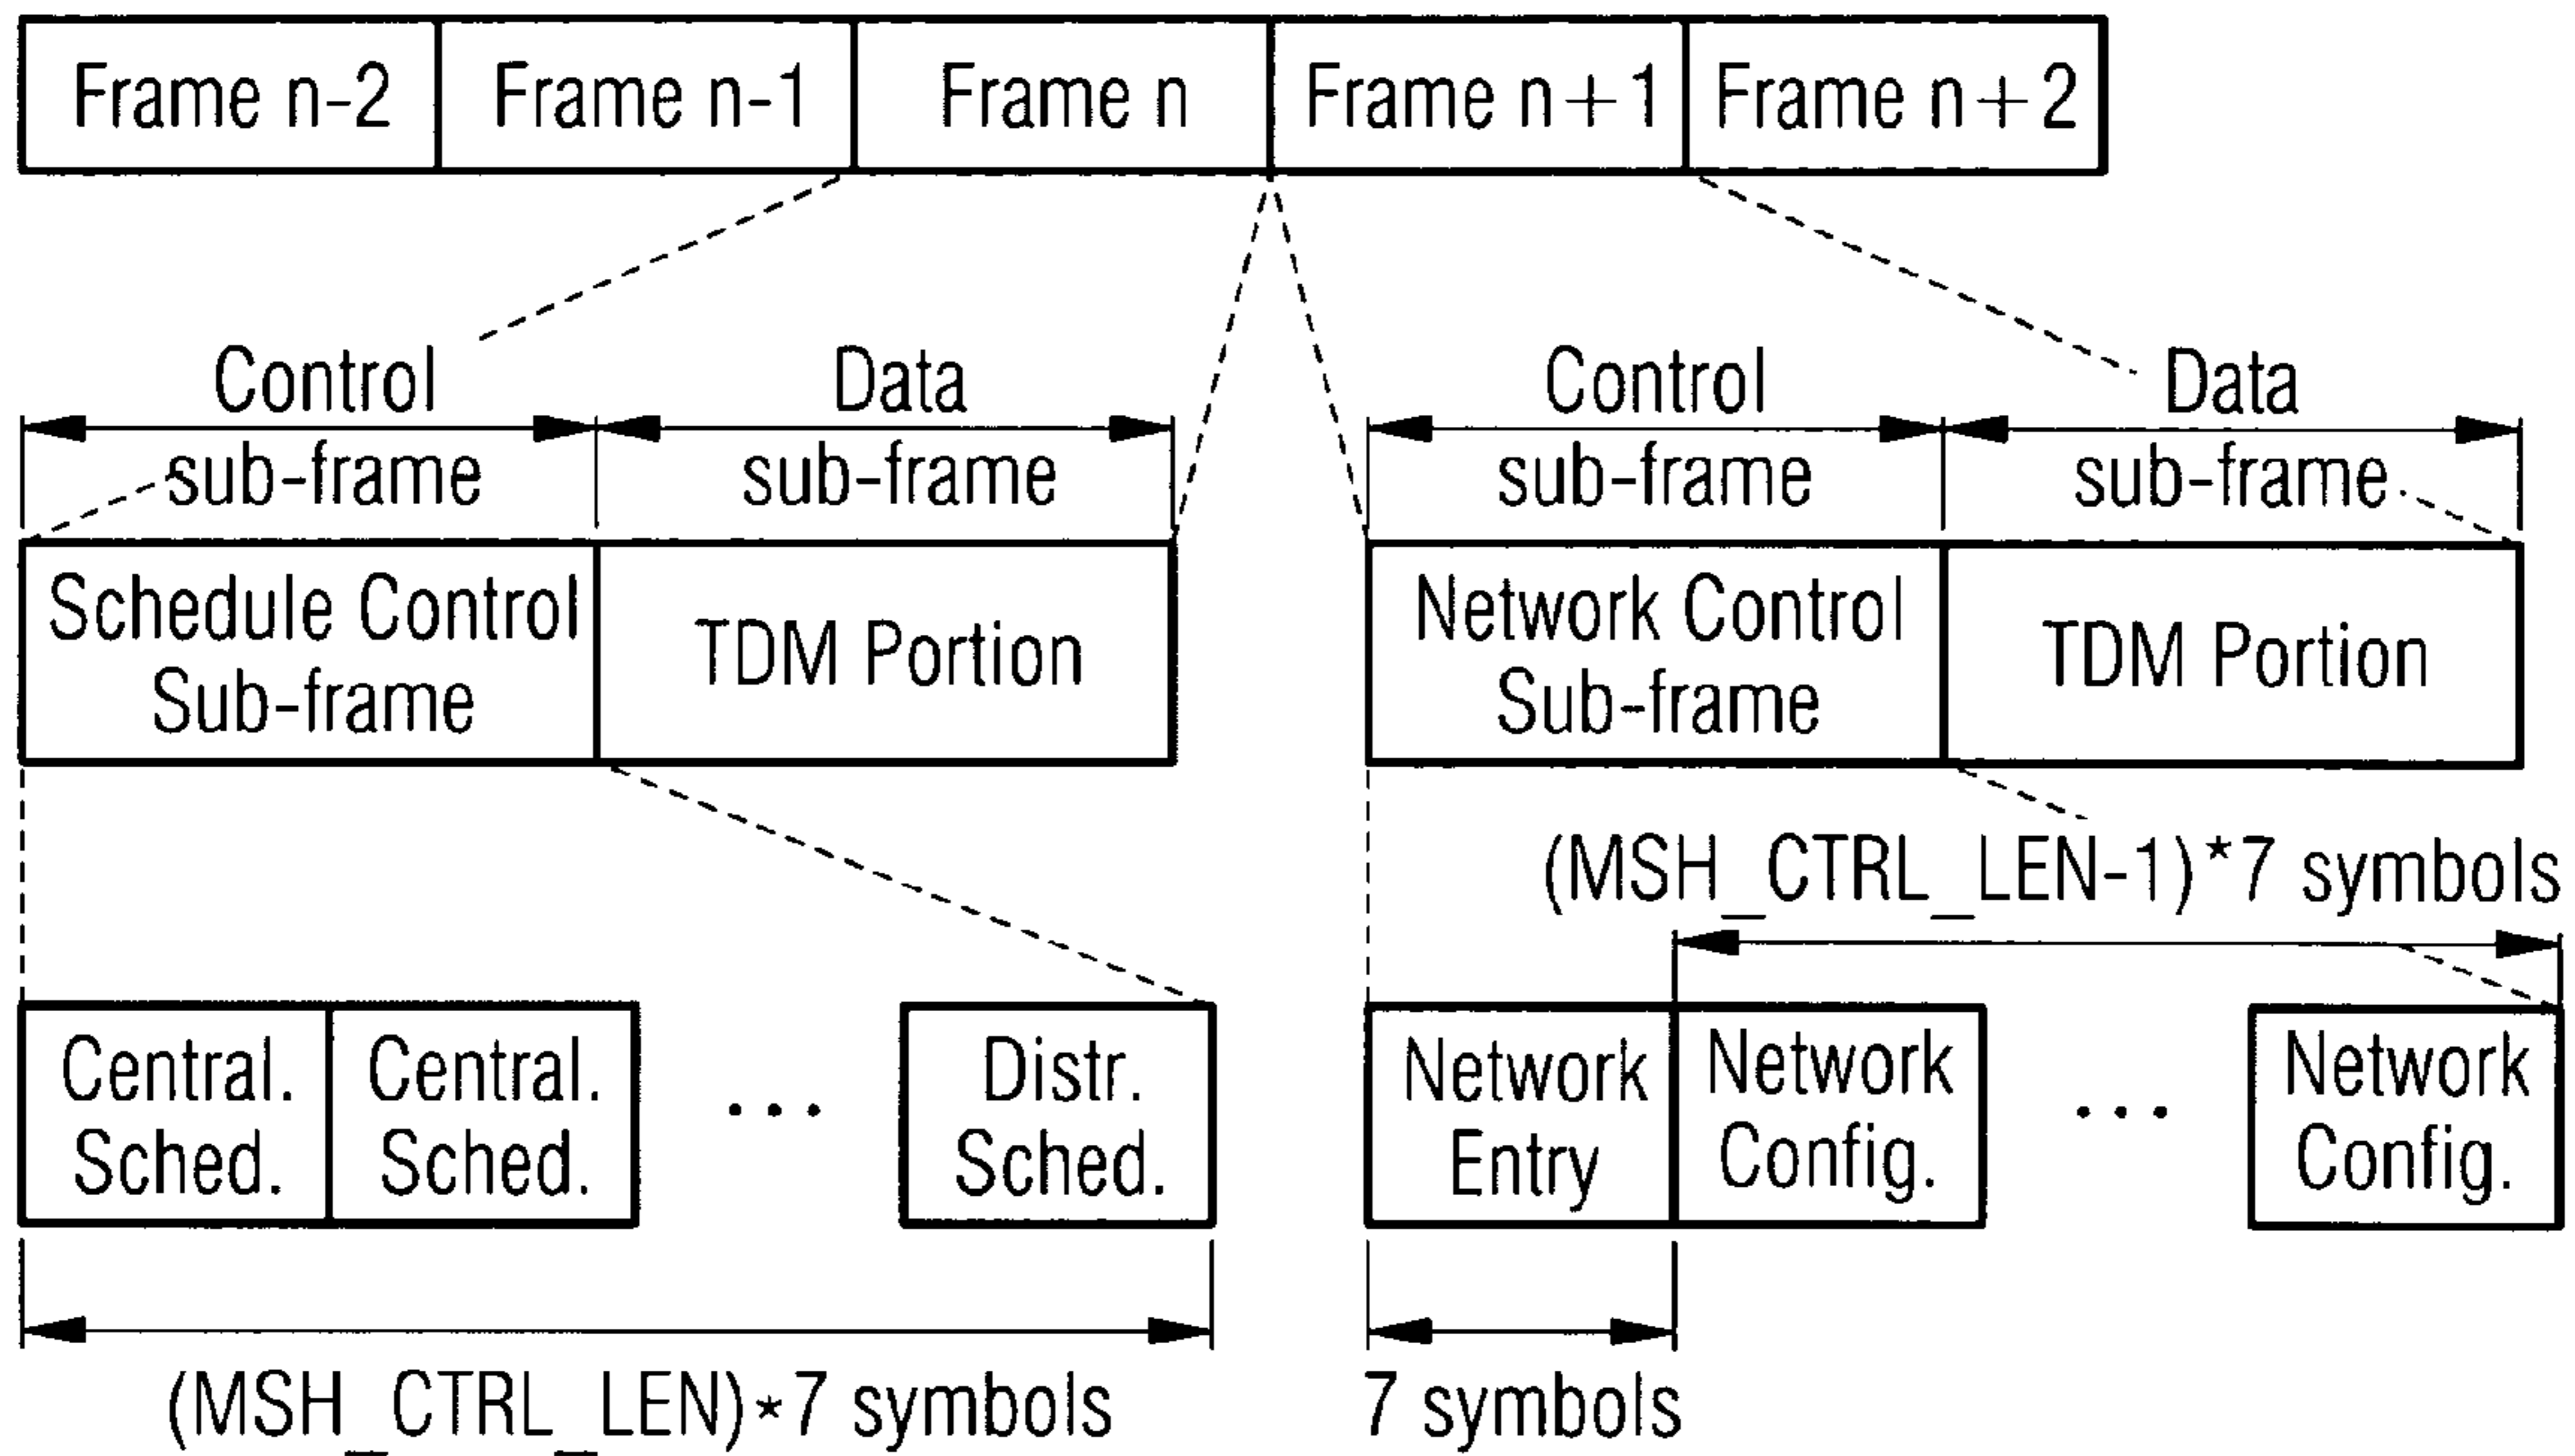 Frame n-2 Frame n-1 Frame n Frame n+1 Frame n+2
Control Data Control Data
sub-frame sub-frame sub-frame sub-frame
Schedule Control
Sub-frame
TDM Portion
Network Control
Sub-frame
TDM Portion
(MSH_CTRL_LEN-1)*7 symbols
Central.
Sched.
Central.
Sched.
...
Distr.
Sched.
Network
Entry
Network
Config.
...
Network
Config.
(MSH_CTRL_LEN)*7 symbols
7 symbols